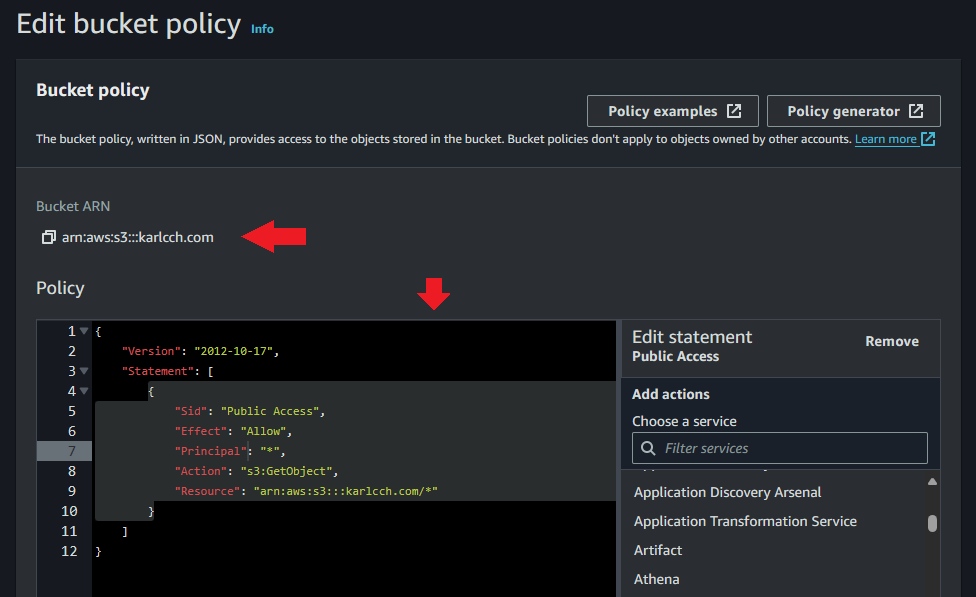 Edit bucket policy Info
Bucket policy
Policy examples
Policy generator
The bucket policy, written in JSON, provides access to the objects stored in the bucket. Bucket policies don't apply to objects owned by other accounts. Learn more
Bucket ARN
arn:aws:s3:::karlcch.com
Policy
1 {
2 "Version": "2012-10-17",
3 "Statement": [
4 {
5 "Sid": "Public Access",
6 "Effect": "Allow",
7 "Principal": "*",
8 "Action": "s3:GetObject",
9 "Resource": "arn:aws:s3:::karlcch.com/*"
10 }
11 ]
12 }
Edit statement
Remove
Public Access
Add actions
Choose a service
Filter services
Application Discovery Arsenal
Application Transformation Service
Artifact
Athena